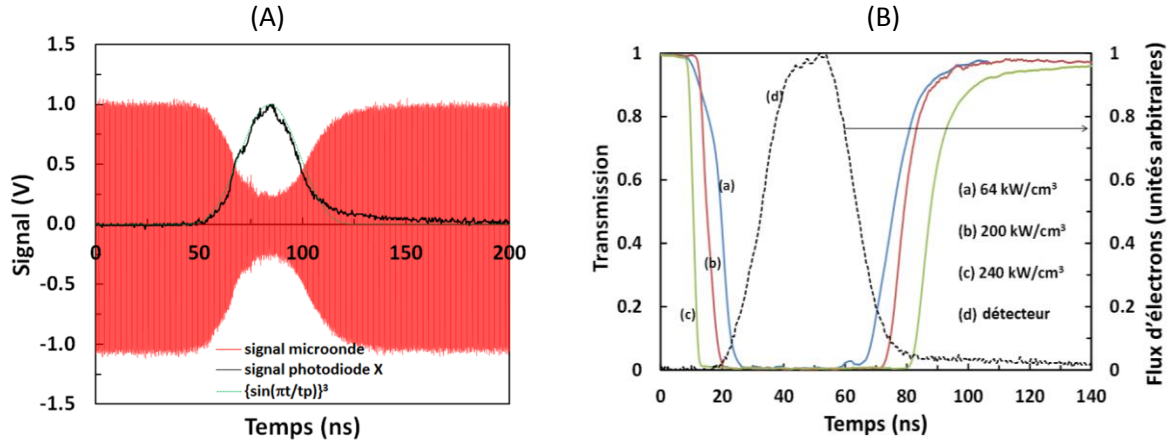 (A)
Signal (V)
1.5
1.0
0.5
0.0
-0.5
-1.0
-1.5
0
50
100
150
200
signal microonde
signal photodiode X
{sin(πt/tp)}³
Temps (ns)
(B)
Transmission
1
0.8
0.6
0.4
0.2
0
0
20
40
60
80
100
120
140
Temps (ns)
(a)
(b)
(c)
(d)
(a) 64 kW/cm³
(b) 200 kW/cm³
(c) 240 kW/cm³
(d) détecteur
1
0.8
0.6
0.4
0.2
0
Flux d'électrons (unités arbitraires)